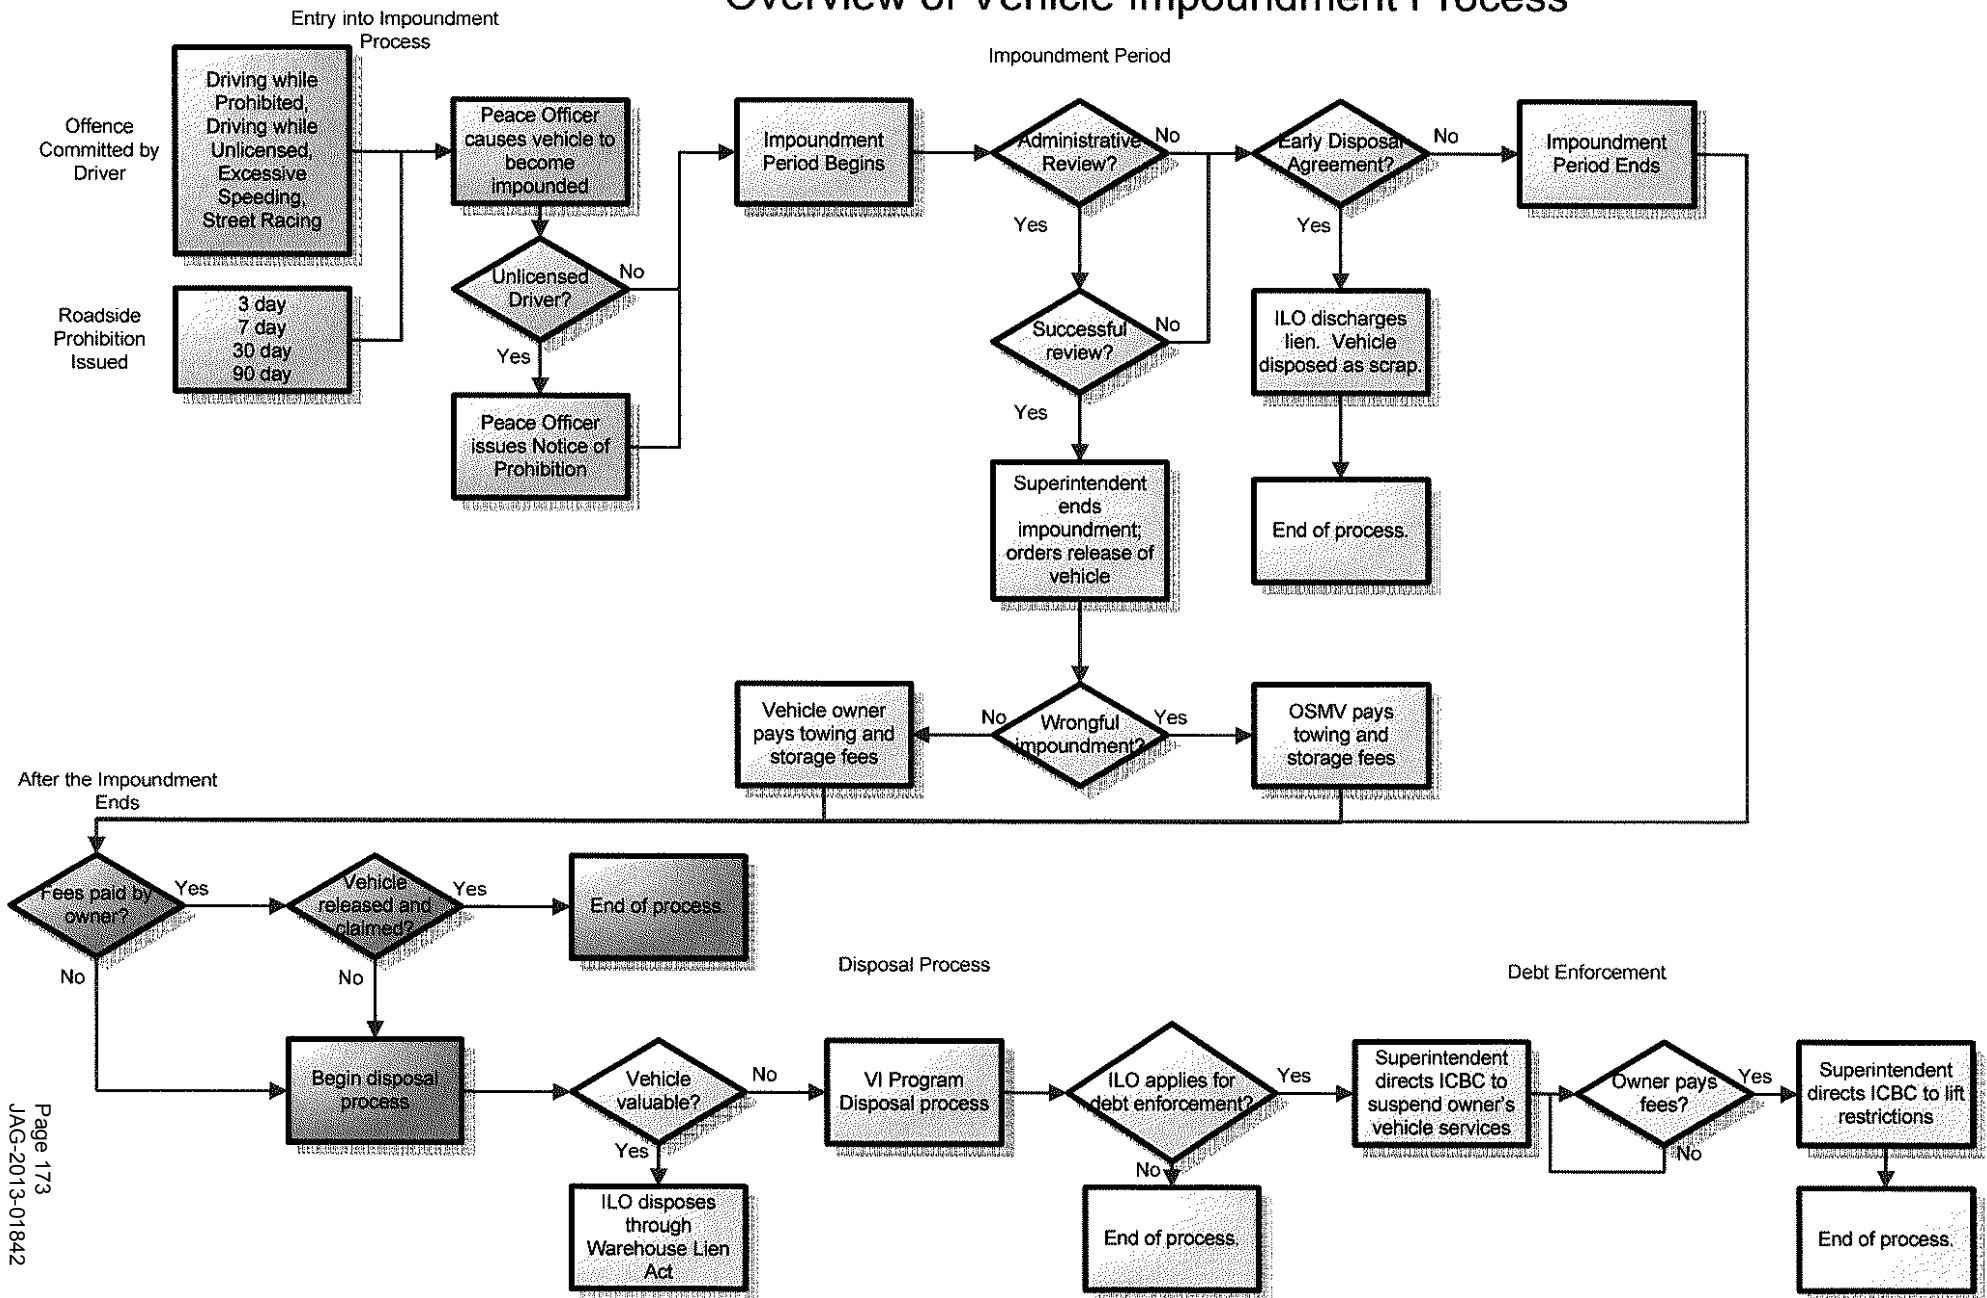 Overview of Vehicle Impoundment Process
Entry into Impoundment
Process
Impoundment Period
Offence
Committed by
Driver
Driving while
Prohibited,
Driving while
Unlicensed,
Excessive
Speeding,
Street Racing
Roadside
Prohibition
Issued
3 day
7 day
30 day
90 day
Peace Officer
causes vehicle to
become
impounded
Unlicensed
Driver?
No
Yes
Peace Officer
issues Notice of
Prohibition
Impoundment
Period Begins
Administrative
Review?
No
Yes
Successful
review?
No
Yes
Superintendent
ends
impoundment;
orders release of
vehicle
Early Disposal
Agreement?
No
Yes
ILO discharges
lien. Vehicle
disposed as scrap.
End of process.
Impoundment
Period Ends
Vehicle owner
pays towing and
storage fees
No
Wrongful
impoundment?
Yes
OSMV pays
towing and
storage fees
After the Impoundment
Ends
Fees paid by
owner?
Yes
No
Vehicle
released and
claimed?
Yes
No
End of process
Disposal Process
Debt Enforcement
Begin disposal
process
Vehicle
valuable?
No
Yes
ILO disposes
through
Warehouse Lien
Act
VI Program
Disposal process
ILO applies for
debt enforcement?
Yes
No
End of process.
Superintendent
directs ICBC to
suspend owner's
vehicle services
Owner pays
fees?
Yes
No
Superintendent
directs ICBC to lift
restrictions
End of process.
Page 173
JAG-2013-01842